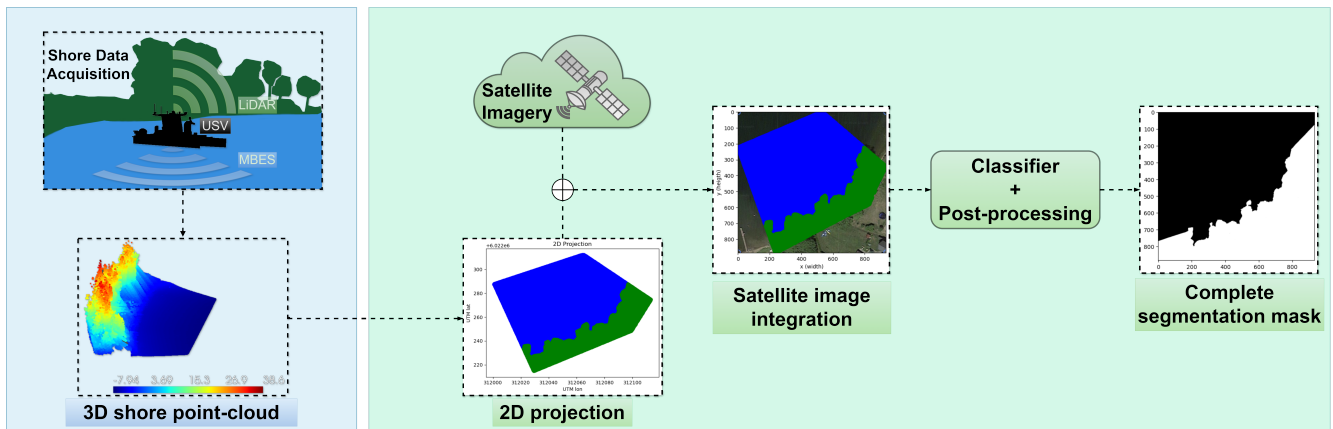 Shore Data
Acquisition
LiDAR
USV
MBES
-7.94 3.69 15.3 26.9 38.6
3D shore point-cloud
Satellite
Imagery
+6.022e6
2D Projection
UTM lat
300
280
260
240
220
312000 312020 312040 312060 312080 312100
UTM lon
2D projection
y (heigth)
0
100
200
300
400
500
600
700
800
0 200 400 600 800
x (width)
Satellite image
integration
Classifier
+
Post-processing
0
100
200
300
400
500
600
700
800
0 200 400 600 800
Complete
segmentation mask